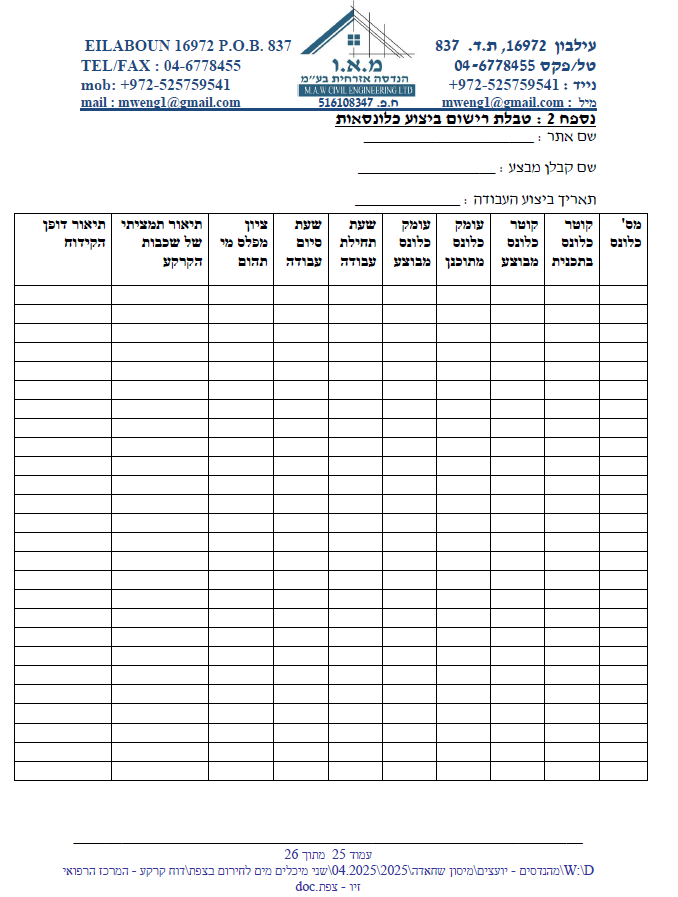 עילבון 16972, ת.ד. 837
טל/פקס 04-6778455
נייד : 972-525759541+
מיל : mweng1@gmail.com
מ.א.ו
הנדסה אזרחית בע״מ
M.A.W CIVIL ENGINEERING LTD
ח.פ. 516108347
EILABOUN 16972 P.O.B. 837
TEL/FAX : 04-6778455
mob: +972-525759541
mail : mweng1@gmail.com
נספח 2 : טבלת רישום ביצוע כלונסאות
שם אתר : ______________________
שם קבלן מבצע : __________________
תאריך ביצוע העבודה : ______________
מס' כלונס
קוטר כלונס בתכנית
קוטר כלונס מבוצע
עומק כלונס מתוכנן
עומק כלונס מבוצע
שעת תחילת עבודה
שעת סיום עבודה
ציון מפלס מי תהום
תיאור תמציתי של שכבות הקרקע
תיאור דופן הקידוח
עמוד 25 מתוך 26
W:\D\מהנדסים - יועצים\מיסון שחאדה\2025\04.2025\שני מיכלים מים לחירום בצפת\דוח קרקע - המרכז הרפואי
זיו - צפת.doc